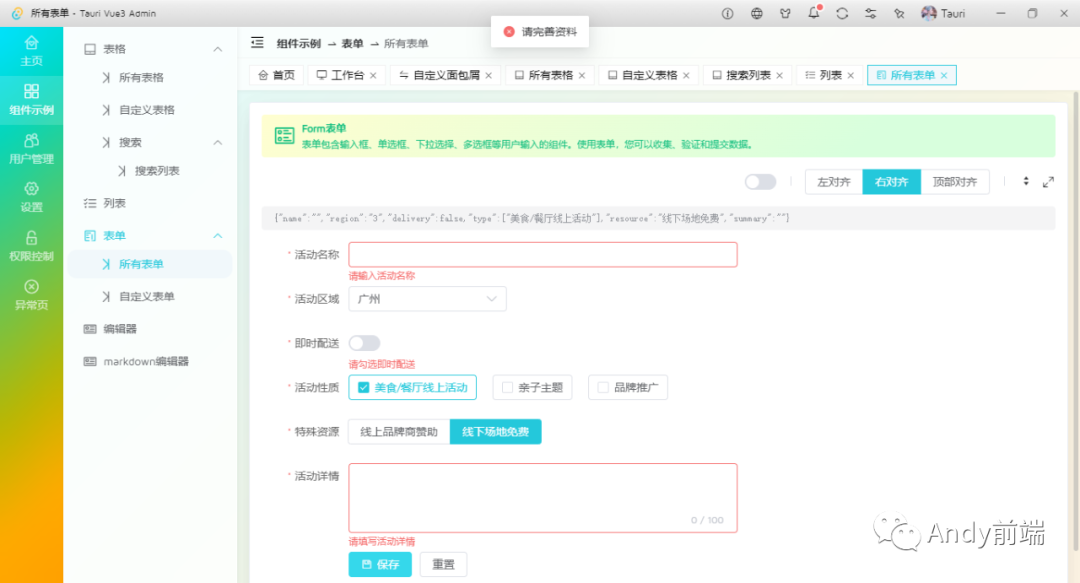 所有表单 - Tauri Vue3 Admin
Tauri
请完善资料
主页
组件示例
用户管理
设置
权限控制
异常页
表格
所有表格
自定义表格
搜索
搜索列表
列表
表单
所有表单
自定义表单
编辑器
markdown编辑器
组件示例 → 表单 → 所有表单
首页 工作台 × 自定义面包屑 × 所有表格 × 自定义表格 × 搜索列表 × 列表 × 所有表单 ×
Form表单
表单包含输入框、单选框、下拉选择、多选框等用户输入的组件。使用表单、您可以收集、验证和提交数据。
左对齐 右对齐 顶部对齐
{"name":"","region":"3","delivery":false,"type":["美食/餐厅线上活动"],"resource":"线下场地免费","summary":""}
* 活动名称
请输入活动名称
* 活动区域 广州
* 即时配送
请勾选即时配送
* 活动性质 美食/餐厅线上活动 亲子主题 品牌推广
* 特殊资源 线上品牌商赞助 线下场地免费
* 活动详情
0 / 100
请填写活动详情
保存 重置
Andy前端